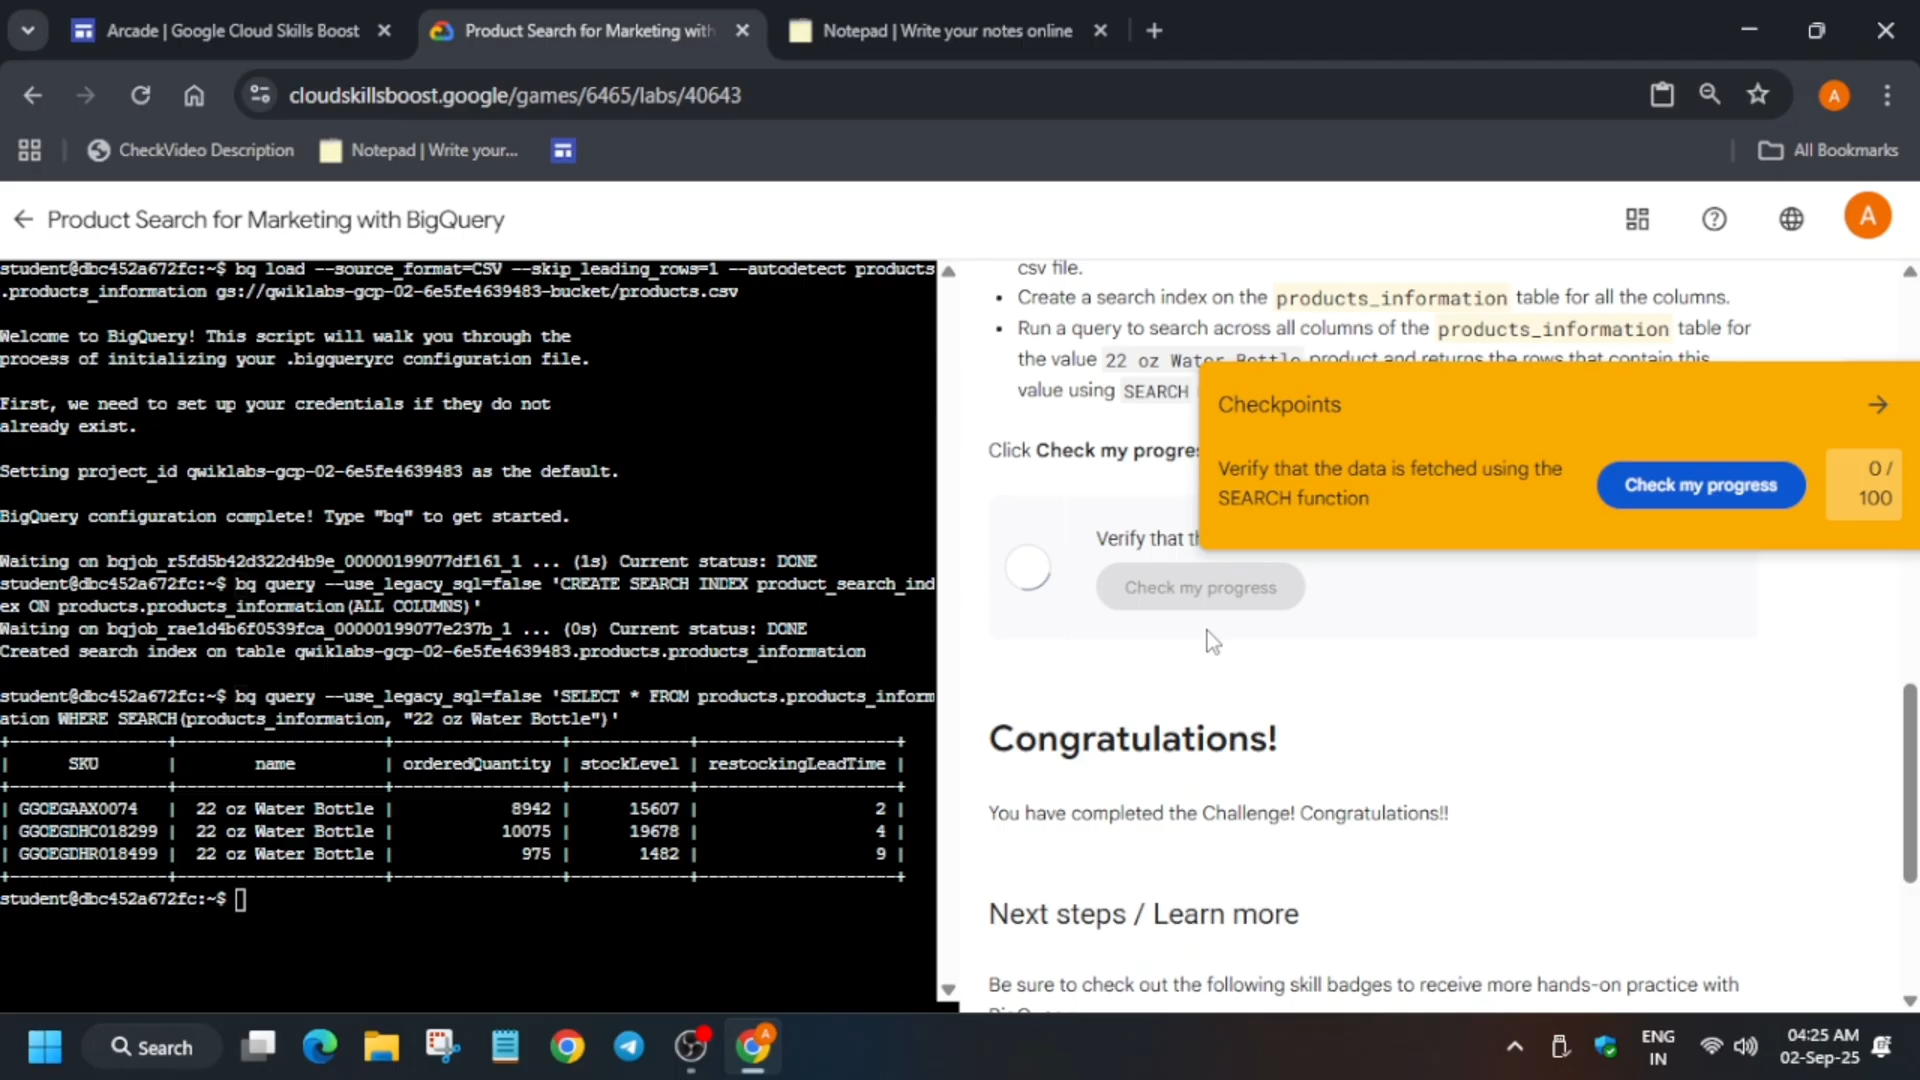 Arcade | Google Cloud Skills Boost
Product Search for Marketing with
Notepad | Write your notes online
cloudskillsboost.google/games/6465/labs/40643
A
CheckVideo Description
Notepad | Write your...
All Bookmarks
Product Search for Marketing with BigQuery
A
student@dbc452a672fc:~$ bq load --source_format=CSV --skip_leading_rows=1 --autodetect products
.products_information gs://qwiklabs-gcp-02-6e5fe4639483-bucket/products.csv
Welcome to BigQuery! This script will walk you through the
process of initializing your .bigqueryrc configuration file.
First, we need to set up your credentials if they do not
already exist.
Setting project_id qwiklabs-gcp-02-6e5fe4639483 as the default.
BigQuery configuration complete! Type "bq" to get started.
Waiting on bqjob_r5fd5b42d322d4b9e_00000199077df161_1 ... (1s) Current status: DONE
student@dbc452a672fc:~$ bq query --use_legacy_sql=false 'CREATE SEARCH INDEX product_search_ind
ex ON products.products_information(ALL COLUMNS)'
Waiting on bqjob_rae1d4b6f0539fca_00000199077e237b_1 ... (0s) Current status: DONE
Created search index on table qwiklabs-gcp-02-6e5fe4639483.products.products_information
student@dbc452a672fc:~$ bq query --use_legacy_sql=false 'SELECT * FROM products.products_inform
ation WHERE SEARCH(products_information, "22 oz Water Bottle")'
| SKU | name | orderedQuantity | stockLevel | restockingLeadTime |
| GGOEGAAX0074 | 22 oz Water Bottle | 8942 | 15607 | 2 |
| GGOEGDHC018299 | 22 oz Water Bottle | 10075 | 19678 | 4 |
| GGOEGDHR018499 | 22 oz Water Bottle | 975 | 1482 | 9 |
student@dbc452a672fc:~$
csv file.
• Create a search index on the products_information table for all the columns.
• Run a query to search across all columns of the products_information table for
the value 22 oz Water Bottle product and returns the rows that contain this
value using SEARCH
Click Check my progre
Verify that t
Check my progress
Checkpoints
Verify that the data is fetched using the
SEARCH function
Check my progress
0 /
100
Congratulations!
You have completed the Challenge! Congratulations!!
Next steps / Learn more
Be sure to check out the following skill badges to receive more hands-on practice with
Search
A
ENG
IN
04:25 AM
02-Sep-25